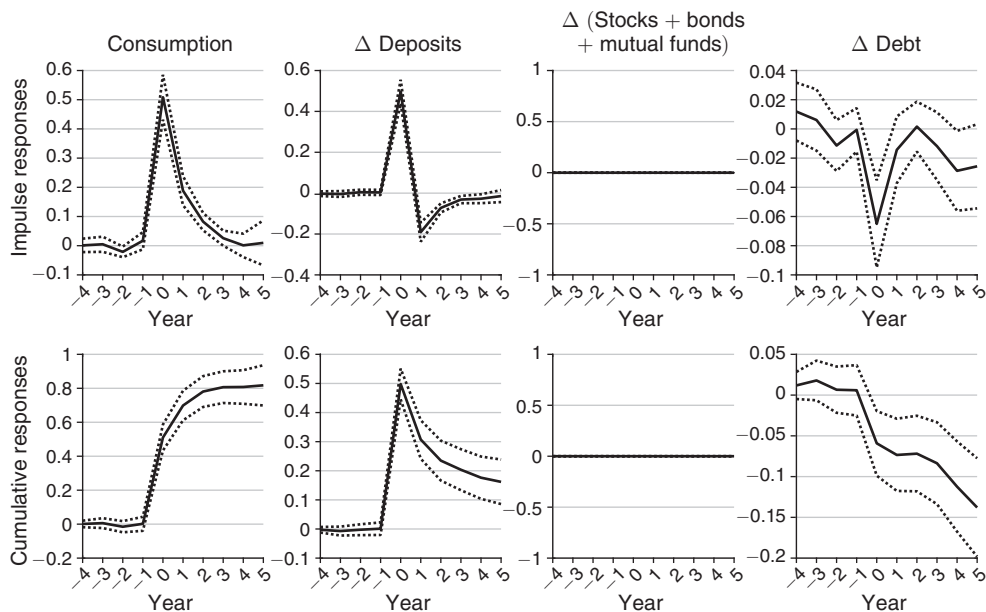 Consumption
Δ Deposits
Δ (Stocks + bonds
+ mutual funds)
Δ Debt
Impulse responses
0.6
0.5
0.4
0.3
0.2
0.1
0
−0.1
−4 −3 −2 −1 0 1 2 3 4 5
Year
0.6
0.4
0.2
0
−0.2
−0.4
−4 −3 −2 −1 0 1 2 3 4 5
Year
1
0.5
0
−0.5
−1
−4 −3 −2 −1 0 1 2 3 4 5
Year
0.04
0.02
0
−0.02
−0.04
−0.06
−0.08
−0.1
−4 −3 −2 −1 0 1 2 3 4 5
Year
Cumulative responses
1
0.8
0.6
0.4
0.2
0
−0.2
−4 −3 −2 −1 0 1 2 3 4 5
Year
0.6
0.5
0.4
0.3
0.2
0.1
0
−0.1
−4 −3 −2 −1 0 1 2 3 4 5
Year
1
0.5
0
−0.5
−1
−4 −3 −2 −1 0 1 2 3 4 5
Year
0.05
0
−0.05
−0.1
−0.15
−0.2
−4 −3 −2 −1 0 1 2 3 4 5
Year